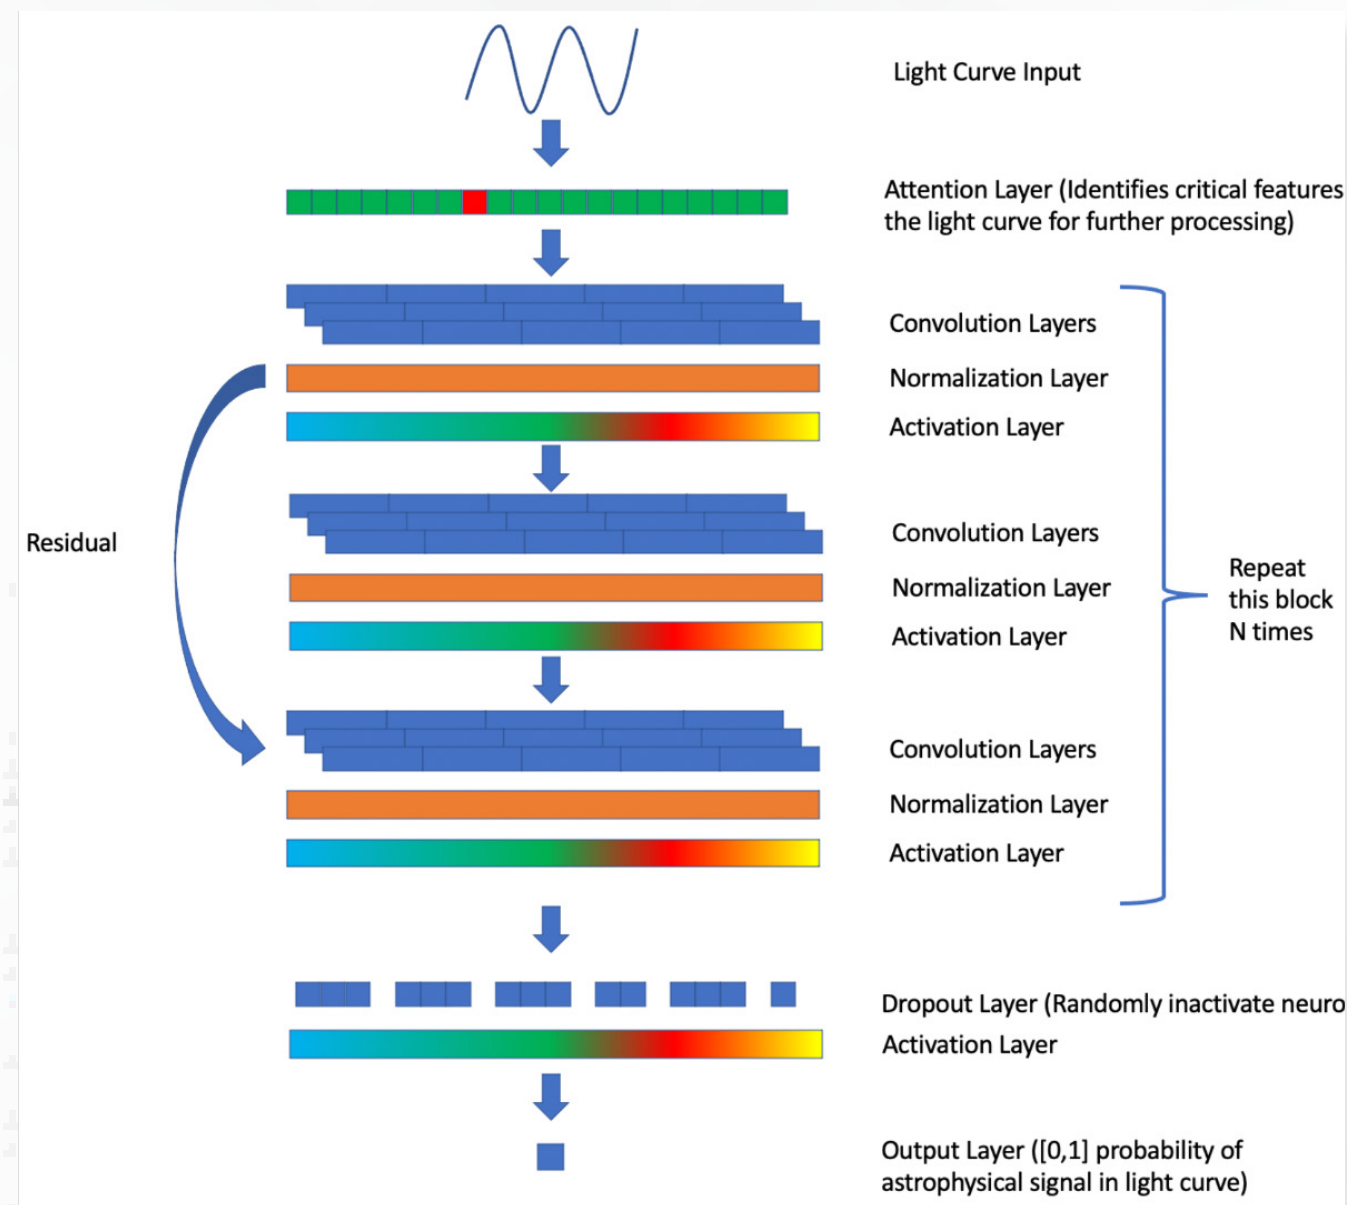 Light Curve Input
Attention Layer (Identifies critical features
the light curve for further processing)
Convolution Layers
Normalization Layer
Activation Layer
Residual
Convolution Layers
Normalization Layer
Activation Layer
Repeat
this block
N times
Convolution Layers
Normalization Layer
Activation Layer
Dropout Layer (Randomly inactivate neuro
Activation Layer
Output Layer ([0,1] probability of
astrophysical signal in light curve)